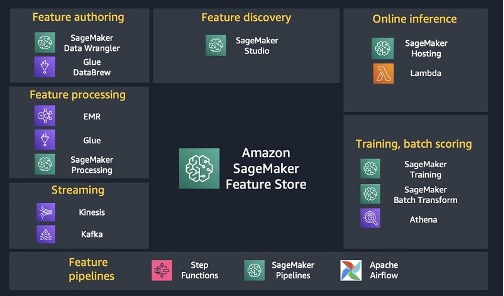 Feature authoring
SageMaker
Data Wrangler
Glue
DataBrew
Feature processing
EMR
Glue
SageMaker
Processing
Streaming
Kinesis
Kafka
Feature discovery
SageMaker
Studio
Amazon
SageMaker
Feature Store
Online inference
SageMaker
Hosting
Lambda
Training, batch scoring
SageMaker
Training
SageMaker
Batch Transform
Athena
Feature
pipelines
Step
Functions
SageMaker
Pipelines
Apache
Airflow